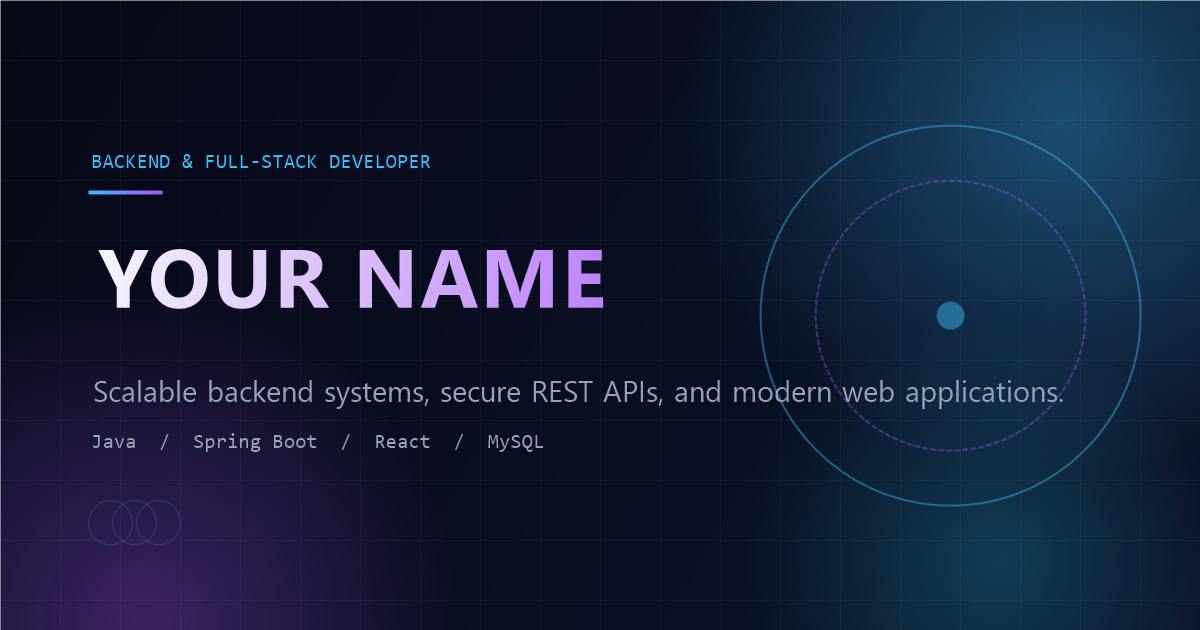 BACKEND & FULL-STACK DEVELOPER
YOUR NAME
Scalable backend systems, secure REST APIs, and modern web applications.
Java / Spring Boot / React / MySQL